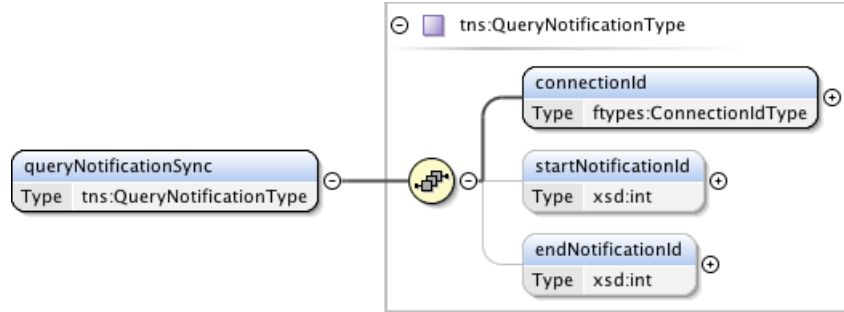 tns:QueryNotificationType
connectionId
Type ftypes:ConnectionIdType
queryNotificationSync
Type tns:QueryNotificationType
startNotificationId
Type xsd:int
endNotificationId
Type xsd:int